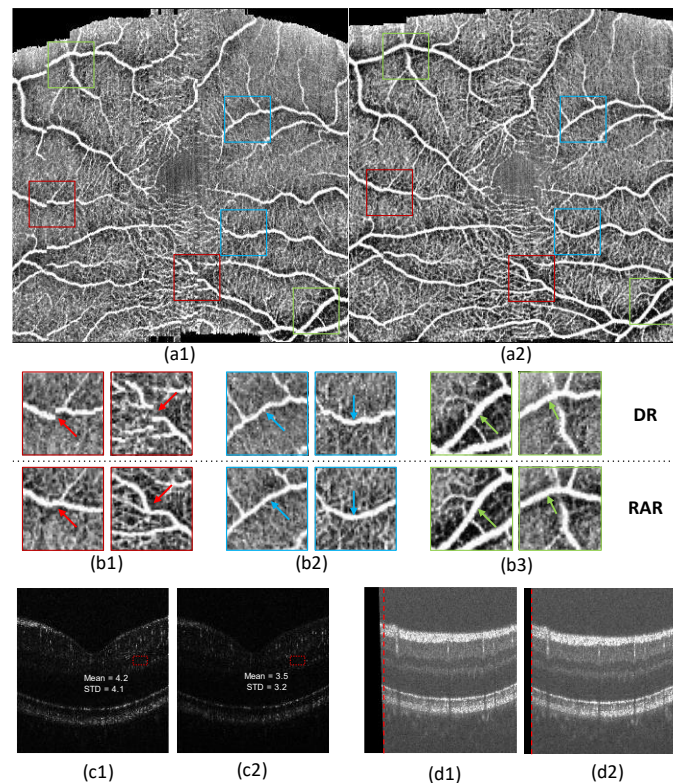 (a1)
(a2)
DR
RAR
(b1)
(b2)
(b3)
Mean = 4.2
STD = 4.1
Mean = 3.5
STD = 3.2
(c1)
(c2)
(d1)
(d2)